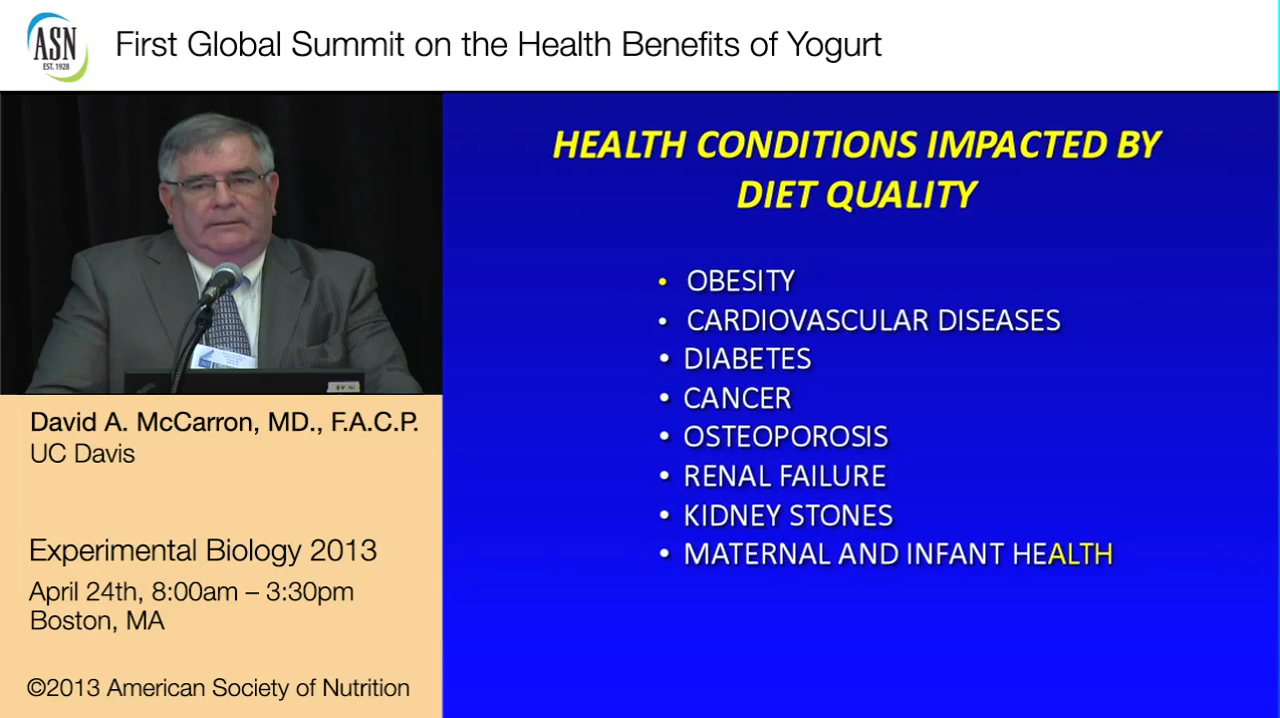 ASN
EST. 1928
First Global Summit on the Health Benefits of Yogurt
HEALTH CONDITIONS IMPACTED BY
DIET QUALITY
• OBESITY
• CARDIOVASCULAR DISEASES
• DIABETES
• CANCER
• OSTEOPOROSIS
• RENAL FAILURE
• KIDNEY STONES
• MATERNAL AND INFANT HEALTH
David A. McCarron, MD., F.A.C.P.
UC Davis
Experimental Biology 2013
April 24th, 8:00am – 3:30pm
Boston, MA
©2013 American Society of Nutrition